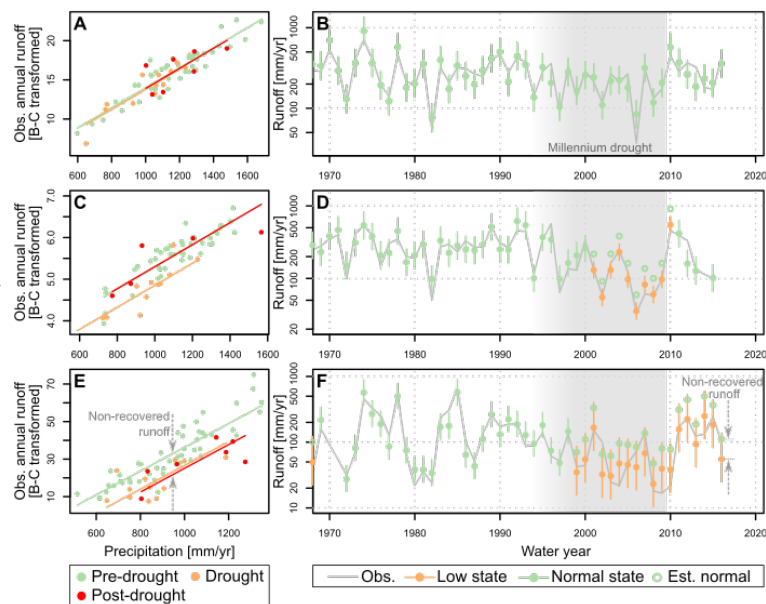 A
Obs. annual runoff
[B-C transformed]
20
15
10
600 800 1000 1200 1400 1600
B
Runoff [mm/yr]
1000
500
100
50
Millennium drought
1970 1980 1990 2000 2010 2020
C
Obs. annual runoff
[B-C transformed]
7.0
6.0
5.0
4.0
600 800 1000 1200 1400 1600
D
Runoff [mm/yr]
1000
500
200
100
50
20
1970 1980 1990 2000 2010 2020
E
Obs. annual runoff
[B-C transformed]
70
50
30
10
Non-recovered
runoff
600 800 1000 1200
Precipitation [mm/yr]
F
Runoff [mm/yr]
1000
500
200
100
50
20
10
Non-recovered
runoff
1970 1980 1990 2000 2010 2020
Water year
Pre-drought Drought
Post-drought
Obs. Low state Normal state Est. normal